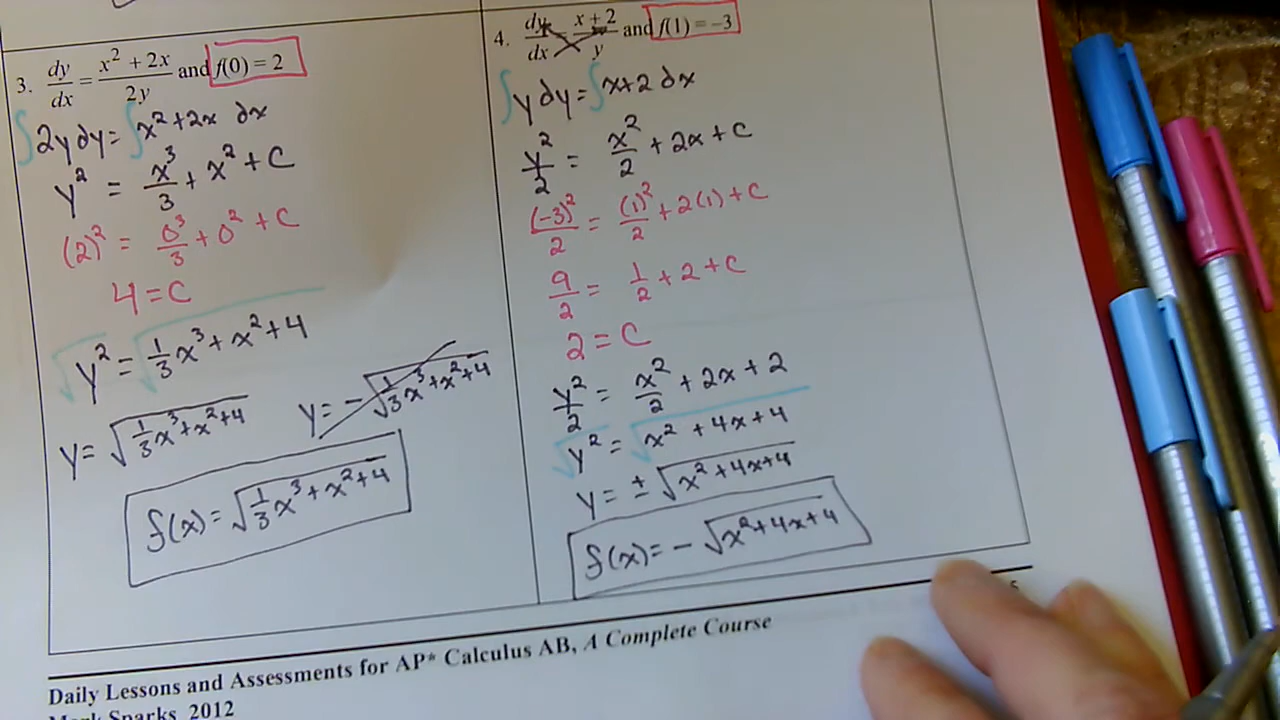 3. dy/dx = x² + 2x / 2y and f(0) = 2
∫2y dy = ∫x² + 2x dx
y² = x³/3 + x² + C
(2)² = 0³/3 + 0² + C
4 = C
√y² = √1/3x³ + x² + 4
y = √1/3x³ + x² + 4
y = -√1/3x³ + x² + 4
f(x) = √1/3x³ + x² + 4
4. dy/dx = x + 2 / y and f(1) = –3
∫y dy = ∫x+2 dx
y²/2 = x²/2 + 2x + C
(-3)²/2 = (1)²/2 + 2(1) + C
9/2 = 1/2 + 2 + C
2 = C
y²/2 = x²/2 + 2x + 2
√y² = √x² + 4x + 4
y = ± √x² + 4x + 4
f(x) = - √x² + 4x + 4
Daily Lessons and Assessments for AP* Calculus AB, A Complete Course
Mark Sparks, 2012